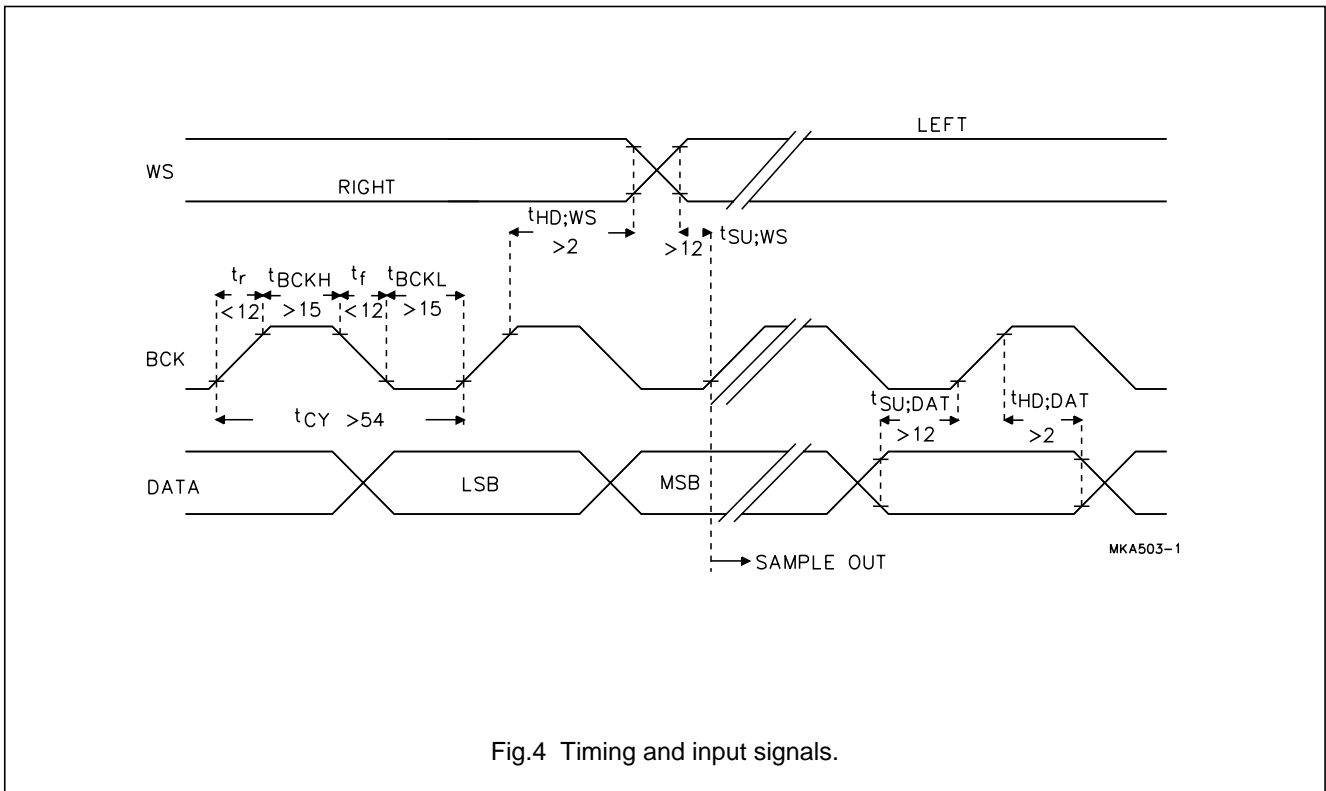 LEFT
WS
RIGHT
tHD;WS
>2
>12
tSU;WS
tr
tBCKH
tf
tBCKL
<12
>15
<12
>15
BCK
tCY >54
tSU;DAT
>12
tHD;DAT
>2
DATA
LSB
MSB
SAMPLE OUT
MKA503-1
Fig.4 Timing and input signals.